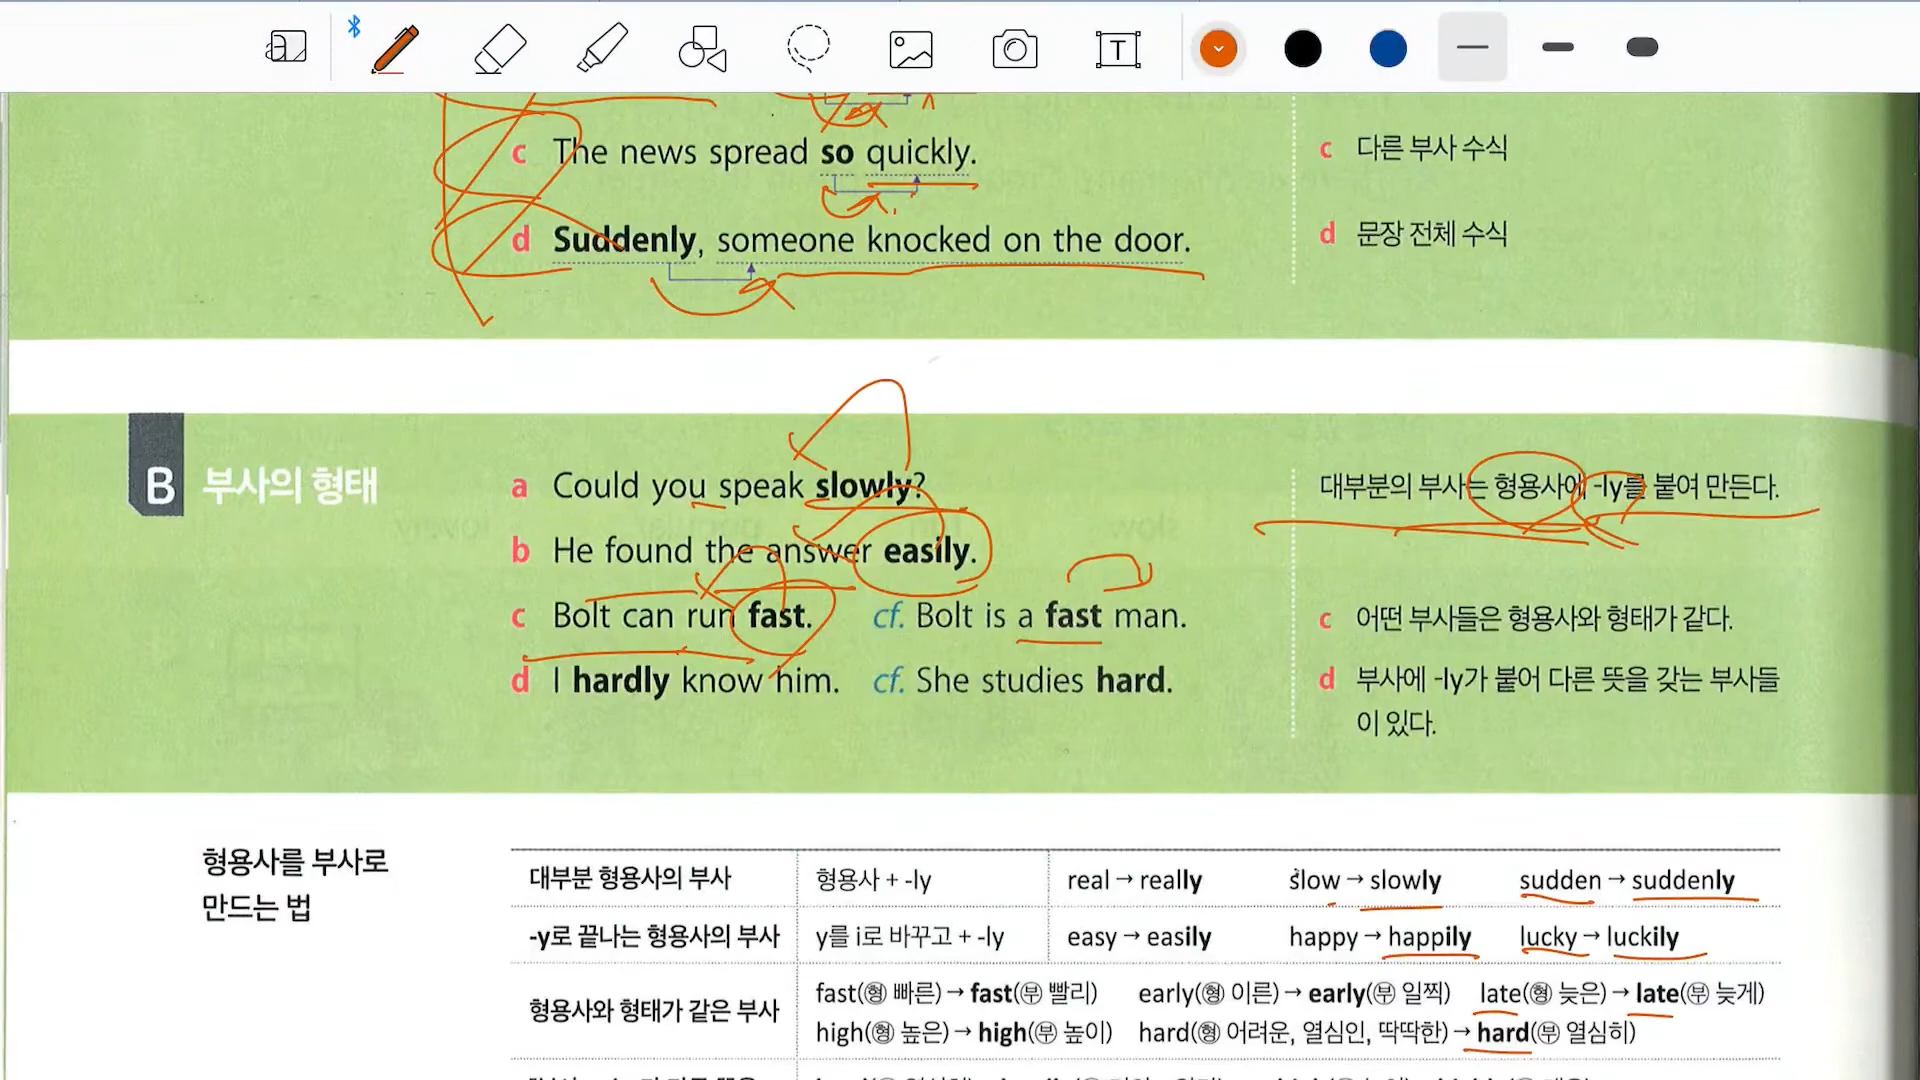 T
c The news spread so quickly.
c 다른 부사 수식
d Suddenly, someone knocked on the door.
d 문장 전체 수식
B 부사의 형태
a Could you speak slowly?
대부분의 부사는 형용사에 -ly를 붙여 만든다.
b He found the answer easily.
c Bolt can run fast. cf. Bolt is a fast man.
c 어떤 부사들은 형용사와 형태가 같다.
d I hardly know him. cf. She studies hard.
d 부사에 -ly가 붙어 다른 뜻을 갖는 부사들
이 있다.
형용사를 부사로
만드는 법
대부분 형용사의 부사 형용사 + -ly real → really slow → slowly sudden → suddenly
-y로 끝나는 형용사의 부사 y를 i로 바꾸고 + -ly easy → easily happy → happily lucky → luckily
형용사와 형태가 같은 부사
fast(형 빠른) → fast(부 빨리) early(형 이른) → early(부 일찍) late(형 늦은) → late(부 늦게)
high(형 높은) → high(부 높이) hard(형 어려운, 열심인, 딱딱한) → hard(부 열심히)